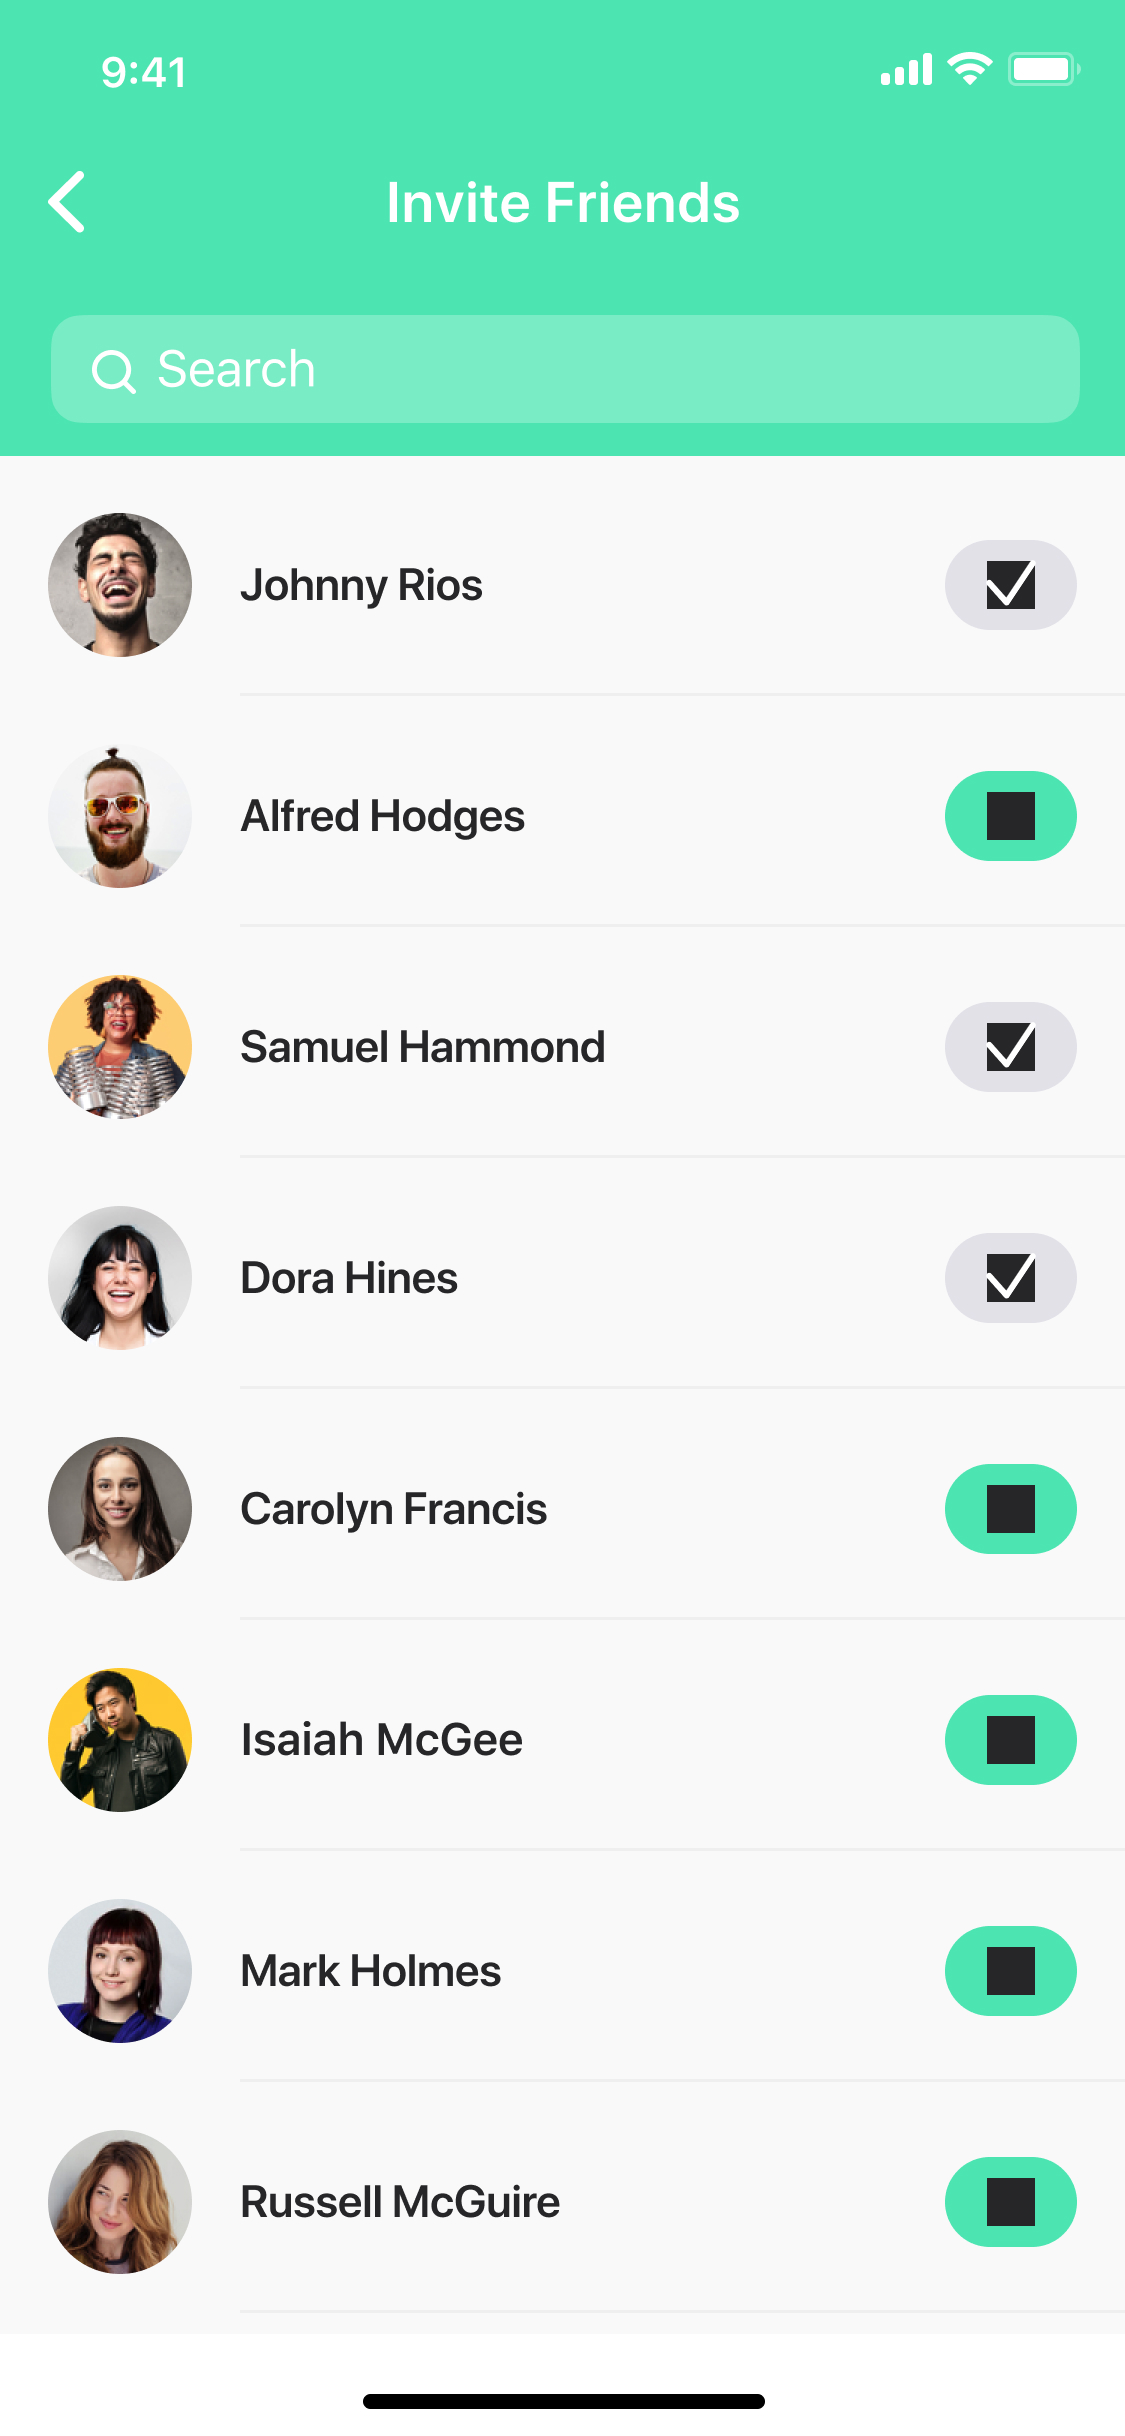 9:41
Invite Friends
Search
Johnny Rios
Alfred Hodges
Samuel Hammond
Dora Hines
Carolyn Francis
Isaiah McGee
Mark Holmes
Russell McGuire